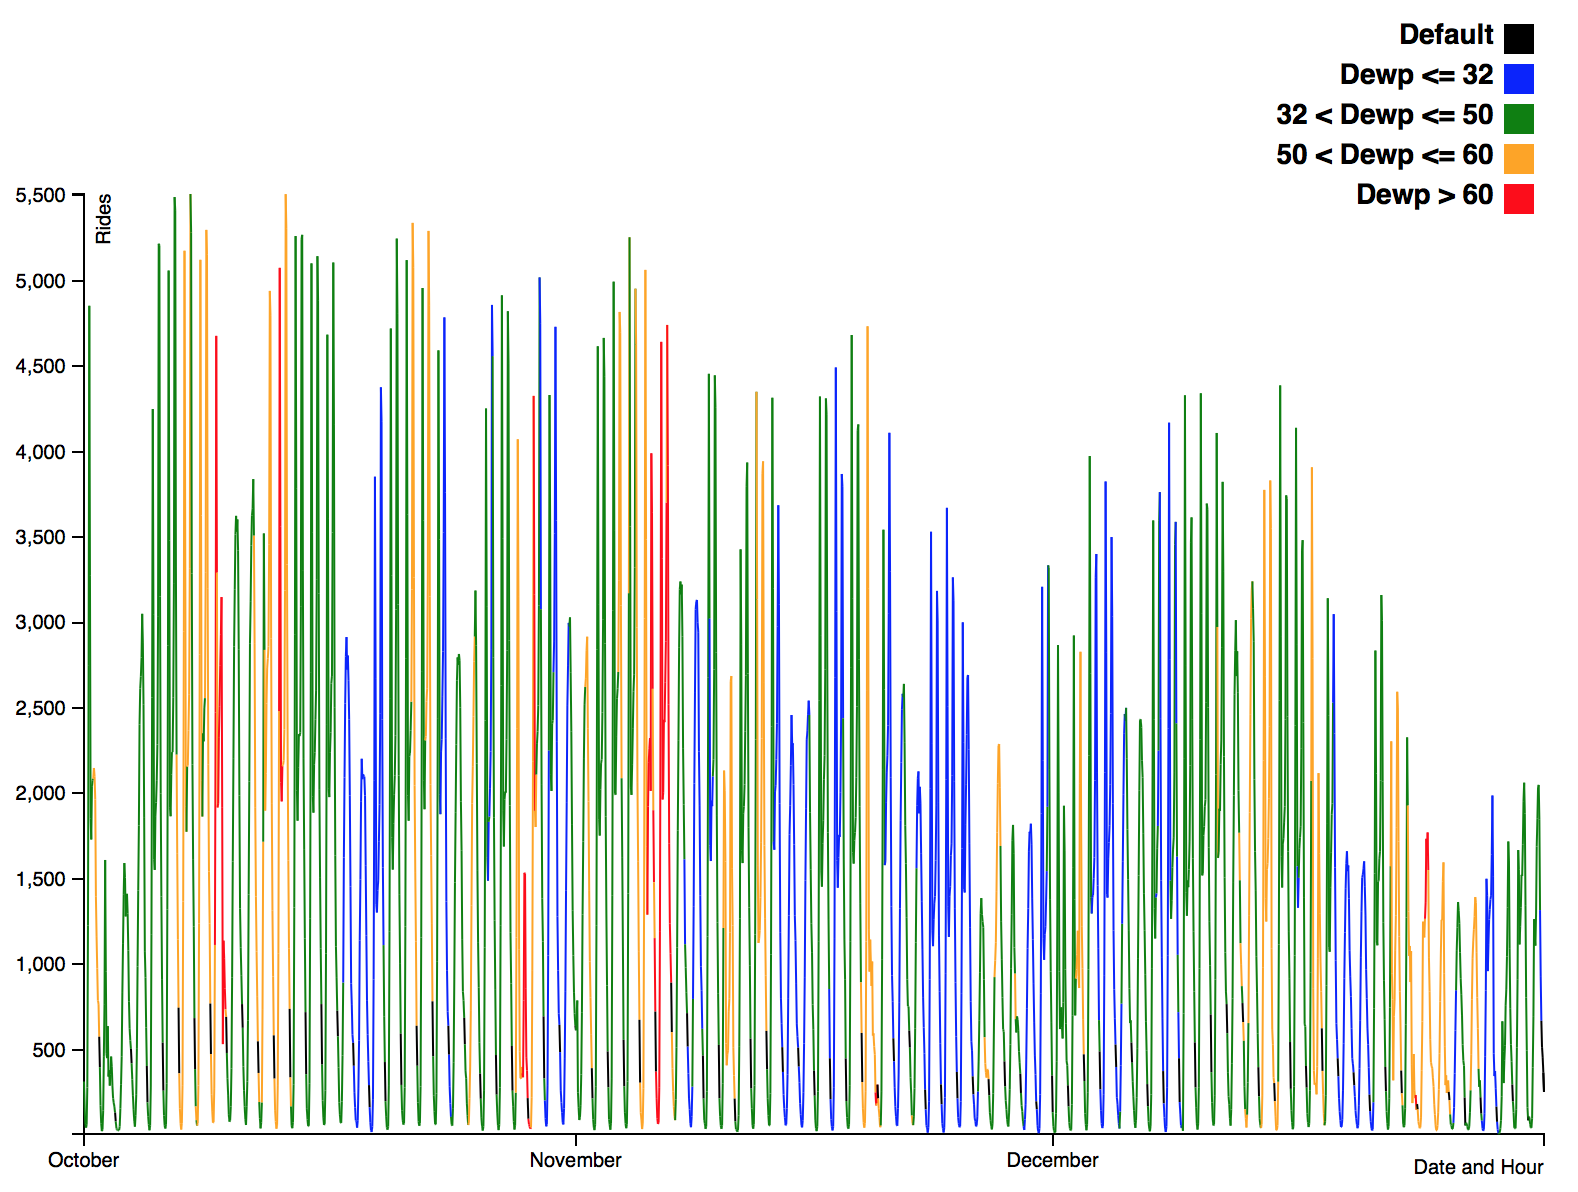 Default
Dewp <= 32
32 < Dewp <= 50
50 < Dewp <= 60
Dewp > 60
Rides
5,500
5,000
4,500
4,000
3,500
3,000
2,500
2,000
1,500
1,000
500
October
November
December
Date and Hour